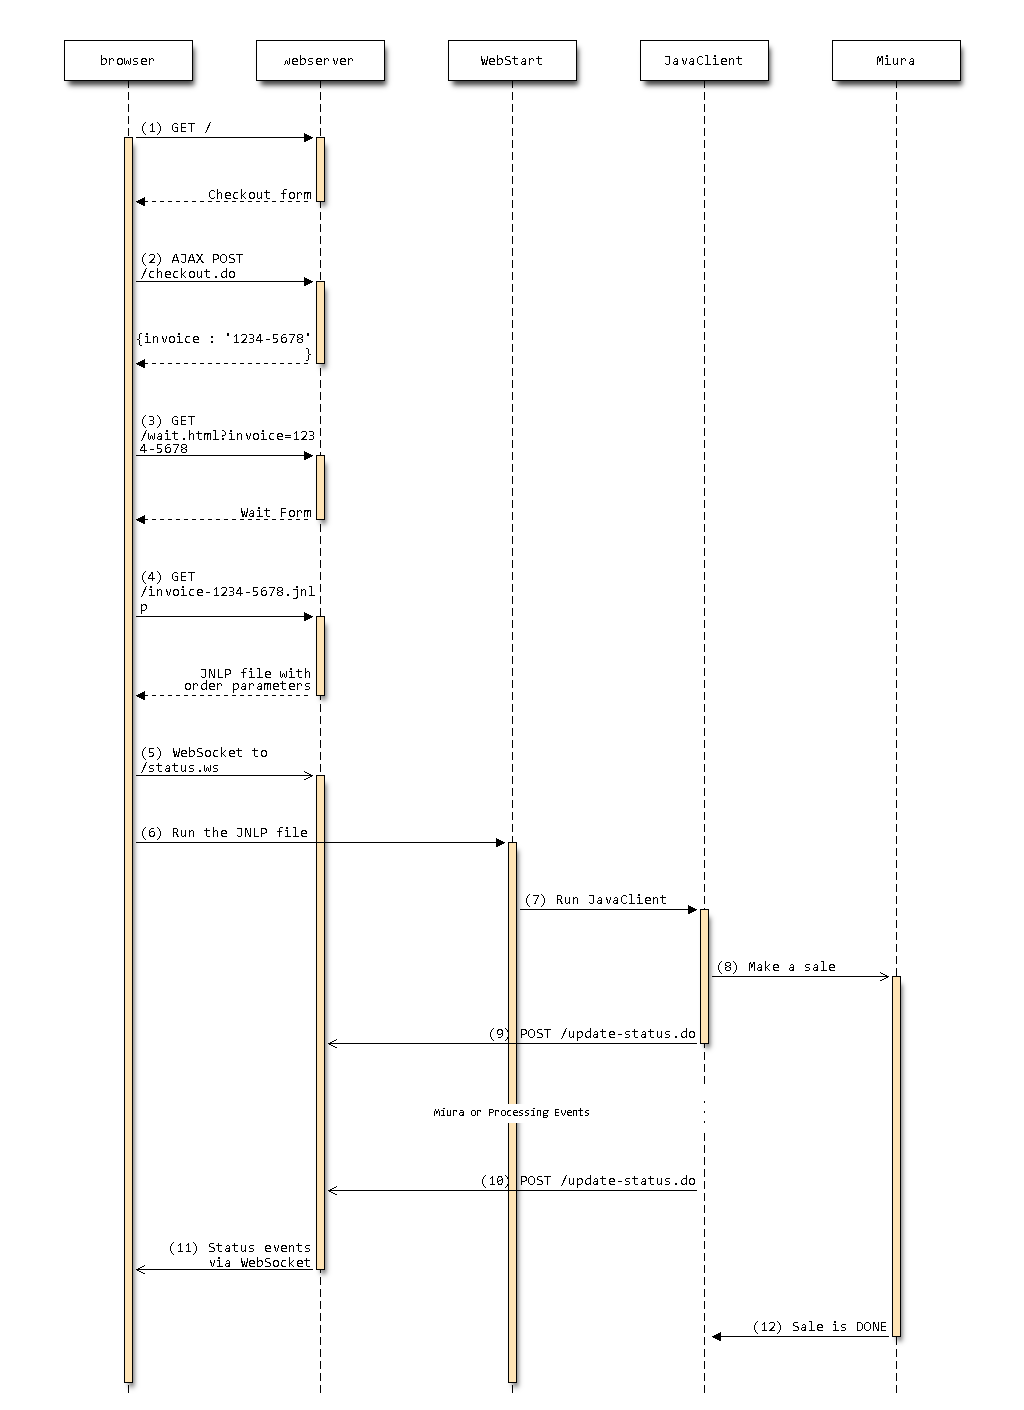 browser
webserver
WebStart
JavaClient
Miura
(1) GET /
Checkout form
(2) AJAX POST
/checkout.do
{invoice : '1234-5678'
}
(3) GET
/wait.html?invoice=123
4-5678
Wait Form
(4) GET
/invoice-1234-5678.jnl
p
JNLP file with
order parameters
(5) WebSocket to
/status.ws
(6) Run the JNLP file
(7) Run JavaClient
(8) Make a sale
(9) POST /update-status.do
Miura or Processing Events
(10) POST /update-status.do
(11) Status events
via WebSocket
(12) Sale is DONE